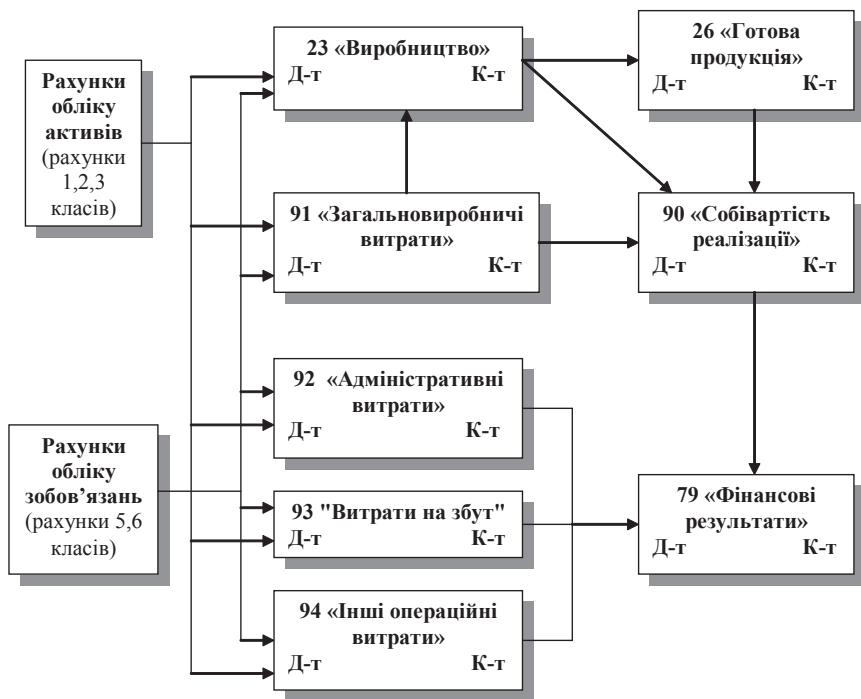 23 «Виробництво»
Д-т К-т
26 «Готова
продукція»
Д-т К-т
Рахунки
обліку
активів
(рахунки
1,2,3
класів)
91 «Загальновиробничі
витрати»
Д-т К-т
90 «Собівартість
реалізації»
Д-т К-т
92 «Адміністративні
витрати»
Д-т К-т
Рахунки
обліку
зобов’язань
(рахунки 5,6
класів)
93 "Витрати на збут"
Д-т К-т
79 «Фінансові
результати»
Д-т К-т
94 «Інші операційні
витрати»
Д-т К-т